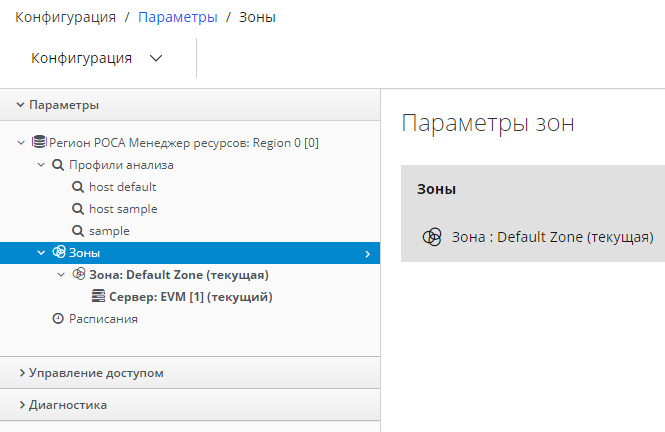 Конфигурация / Параметры / Зоны
Конфигурация
Параметры
Регион РОСА Менеджер ресурсов: Region 0 [0]
Профили анализа
host default
host sample
sample
Зоны
Зона: Default Zone (текущая)
Сервер: EVM [1] (текущий)
Расписания
Управление доступом
Диагностика
Параметры зон
Зоны
Зона : Default Zone (текущая)